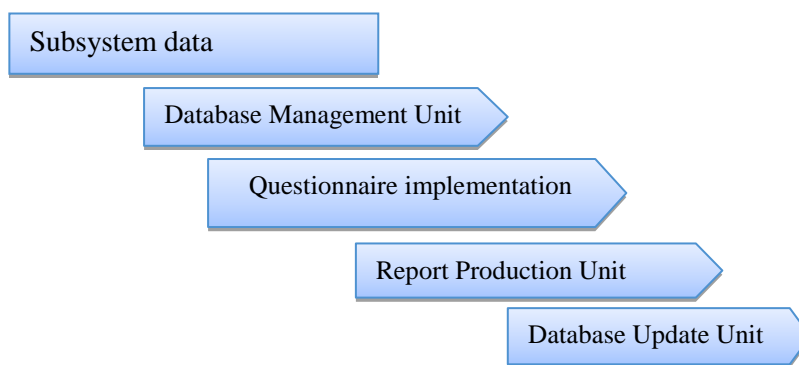 Subsystem data
Database Management Unit
Questionnaire implementation
Report Production Unit
Database Update Unit